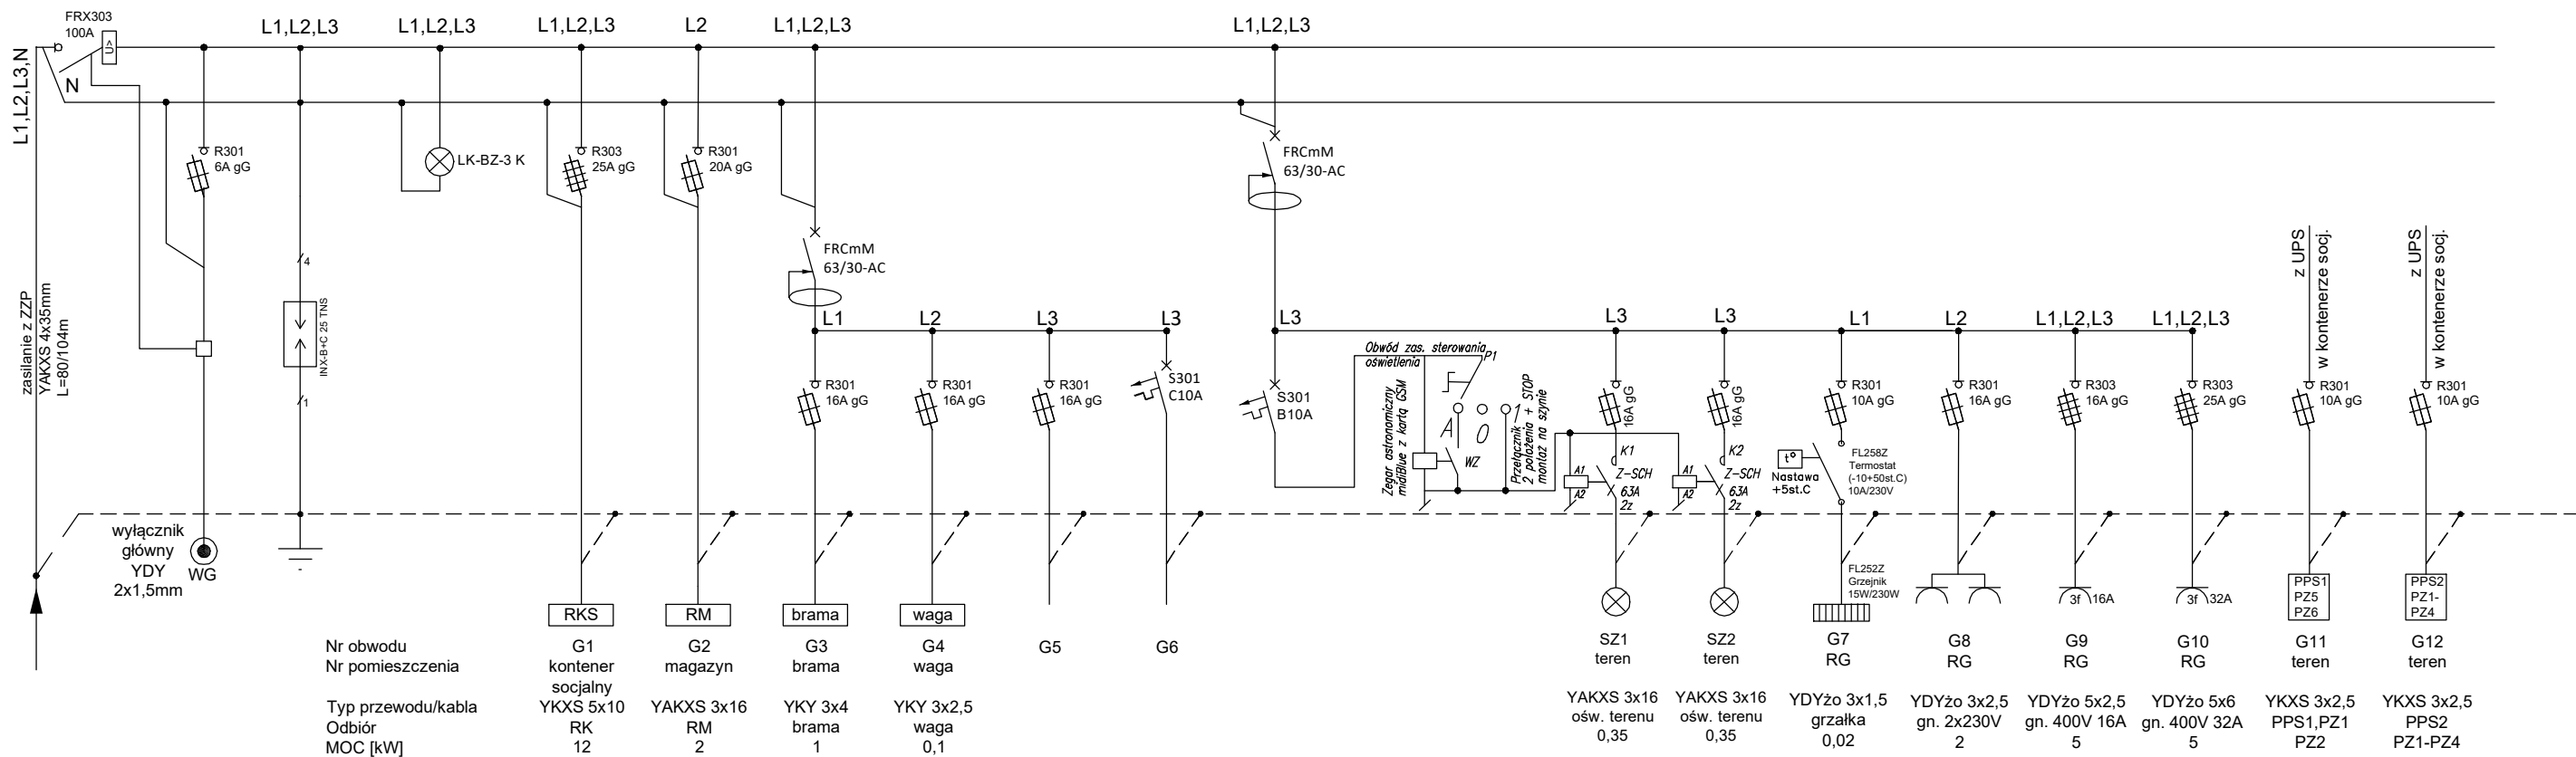 FRX303
100A
U>
L1,L2,L3,N
N
L1,L2,L3
L1,L2,L3
L1,L2,L3
L2
L1,L2,L3
L1,L2,L3
R301
6A gG
LK-BZ-3 K
R303
25A gG
R301
20A gG
FRCmM
63/30-AC
FRCmM
63/30-AC
4
INX-B+C 25 TNS
1
zasilanie z ZZP
YAKXS 4x35mm
L=80/104m
L1
L2
L3
L3
R301
16A gG
R301
16A gG
R301
16A gG
S301
C10A
L3
S301
B10A
Obwód zas. sterowania
oświetlenia
P1
Zegar astronomiczny
midiBlue z kartą GSM
A
0
1
WZ
Przełącznik
2 położenia + STOP
montaż na szynie
L3
16A gG
K1
Z-SCH
63A
2z
A1
A2
L3
16A gG
K2
Z-SCH
63A
2z
A1
A2
L1
R301
10A gG
t°
Nastawa
+5st.C
FL258Z
Termostat
(-10+50st.C)
10A/230V
FL252Z
Grzejnik
15W/230W
L2
R301
16A gG
L1,L2,L3
R303
16A gG
L1,L2,L3
R303
25A gG
z UPS
w kontenerze socj.
R301
10A gG
z UPS
w kontenerze socj.
R301
10A gG
wyłącznik
główny
YDY
2x1,5mm
WG
RKS
RM
brama
waga
3f 16A
3f 32A
PPS1
PZ5
PZ6
PPS2
PZ1-
PZ4
Nr obwodu
Nr pomieszczenia
Typ przewodu/kabla
Odbiór
MOC [kW]
G1
kontener
socjalny
YKXS 5x10
RK
12
G2
magazyn
YAKXS 3x16
RM
2
G3
brama
YKY 3x4
brama
1
G4
waga
YKY 3x2,5
waga
0,1
G5
G6
SZ1
teren
YAKXS 3x16
ośw. terenu
0,35
SZ2
teren
YAKXS 3x16
ośw. terenu
0,35
G7
RG
YDYżo 3x1,5
grzałka
0,02
G8
RG
YDYżo 3x2,5
gn. 2x230V
2
G9
RG
YDYżo 5x2,5
gn. 400V 16A
5
G10
RG
YDYżo 5x6
gn. 400V 32A
5
G11
teren
YKXS 3x2,5
PPS1,PZ1
PZ2
G12
teren
YKXS 3x2,5
PPS2
PZ1-PZ4